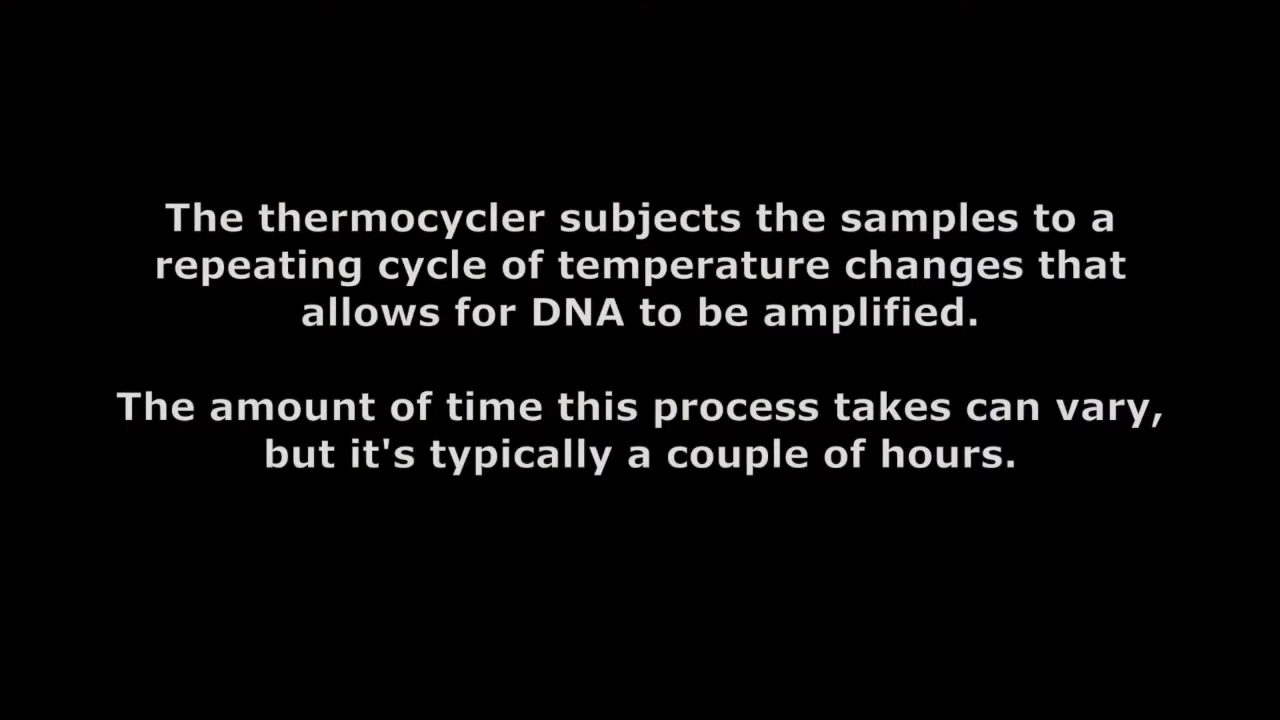 The thermocycler subjects the samples to a
repeating cycle of temperature changes that
allows for DNA to be amplified.
The amount of time this process takes can vary,
but it's typically a couple of hours.